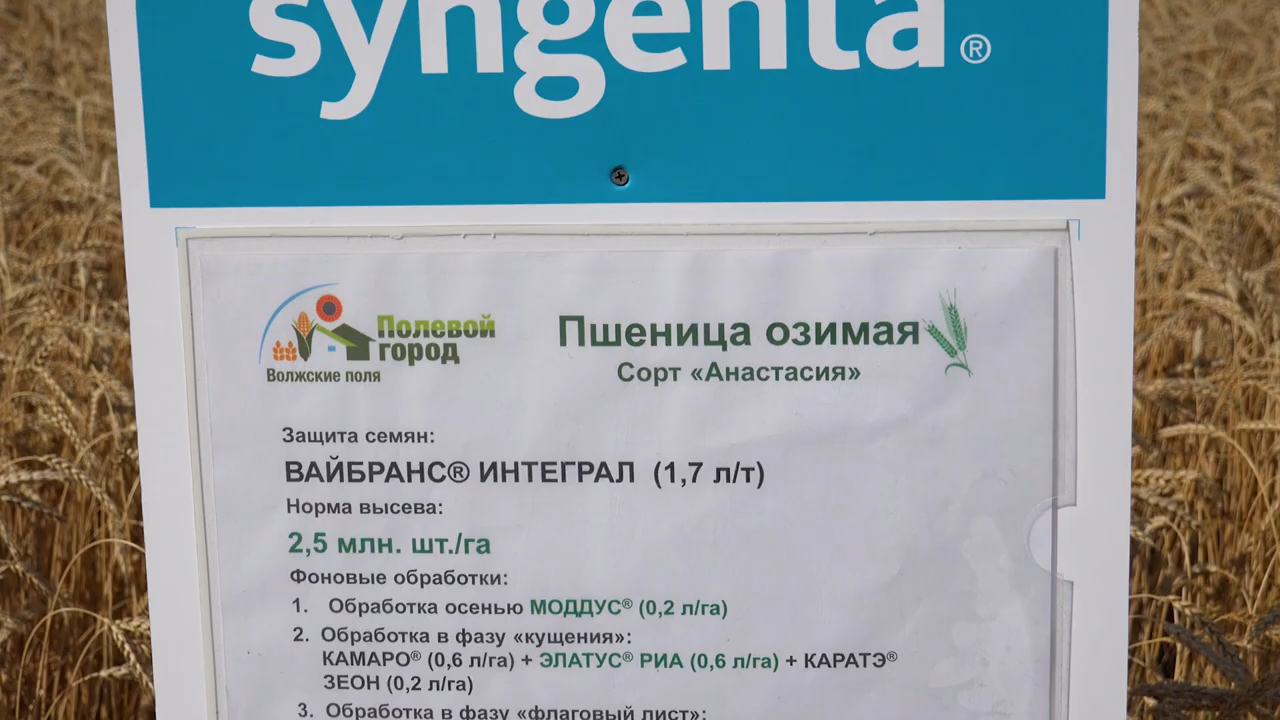 syngenta®
Полевой
город
Волжские поля
Пшеница озимая
Сорт «Анастасия»
Защита семян:
ВАЙБРАНС® ИНТЕГРАЛ (1,7 л/т)
Норма высева:
2,5 млн. шт./га
Фоновые обработки:
1. Обработка осенью МОДДУС® (0,2 л/га)
2. Обработка в фазу «кущения»:
КАМАРО® (0,6 л/га) + ЭЛАТУС® РИА (0,6 л/га) + КАРАТЭ®
ЗЕОН (0,2 л/га)
3. Обработка в фазу «флаговый лист»: